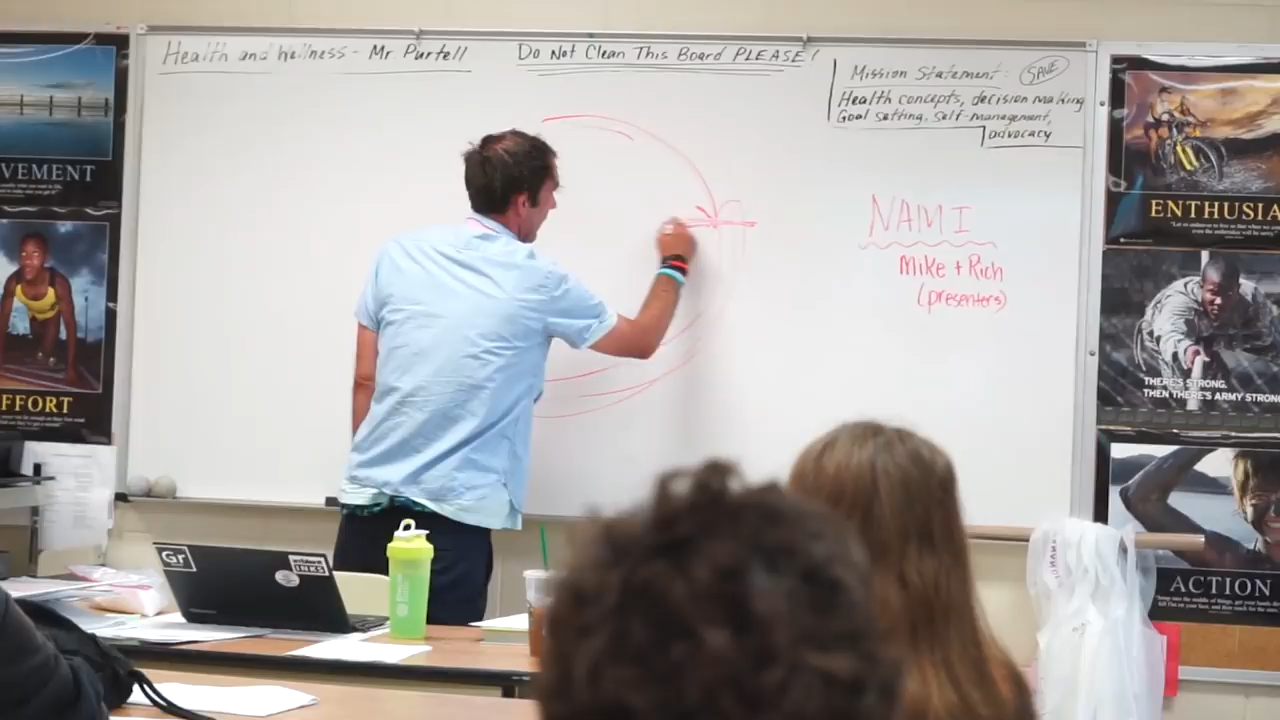 Health and Wellness - Mr. Purtell
Do Not Clean This Board PLEASE!
Mission Statement: SAVE
Health concepts, decision making
Goal setting, self-management,
advocacy
NAMI
Mike + Rich
(presenters)
VEMENT
FFORT
ENTHUSIA
THERE'S STRONG.
THEN THERE'S ARMY STRONG
ACTION
Gr
INKS